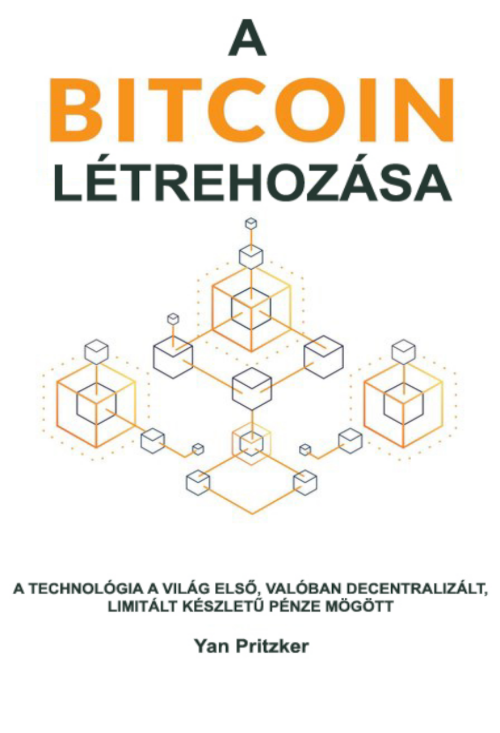 A
BITCOIN
LÉTREHOZÁSA
A TECHNOLÓGIA A VILÁG ELSŐ, VALÓBAN DECENTRALIZÁLT,
LIMITÁLT KÉSZLETŰ PÉNZE MÖGÖTT
Yan Pritzker